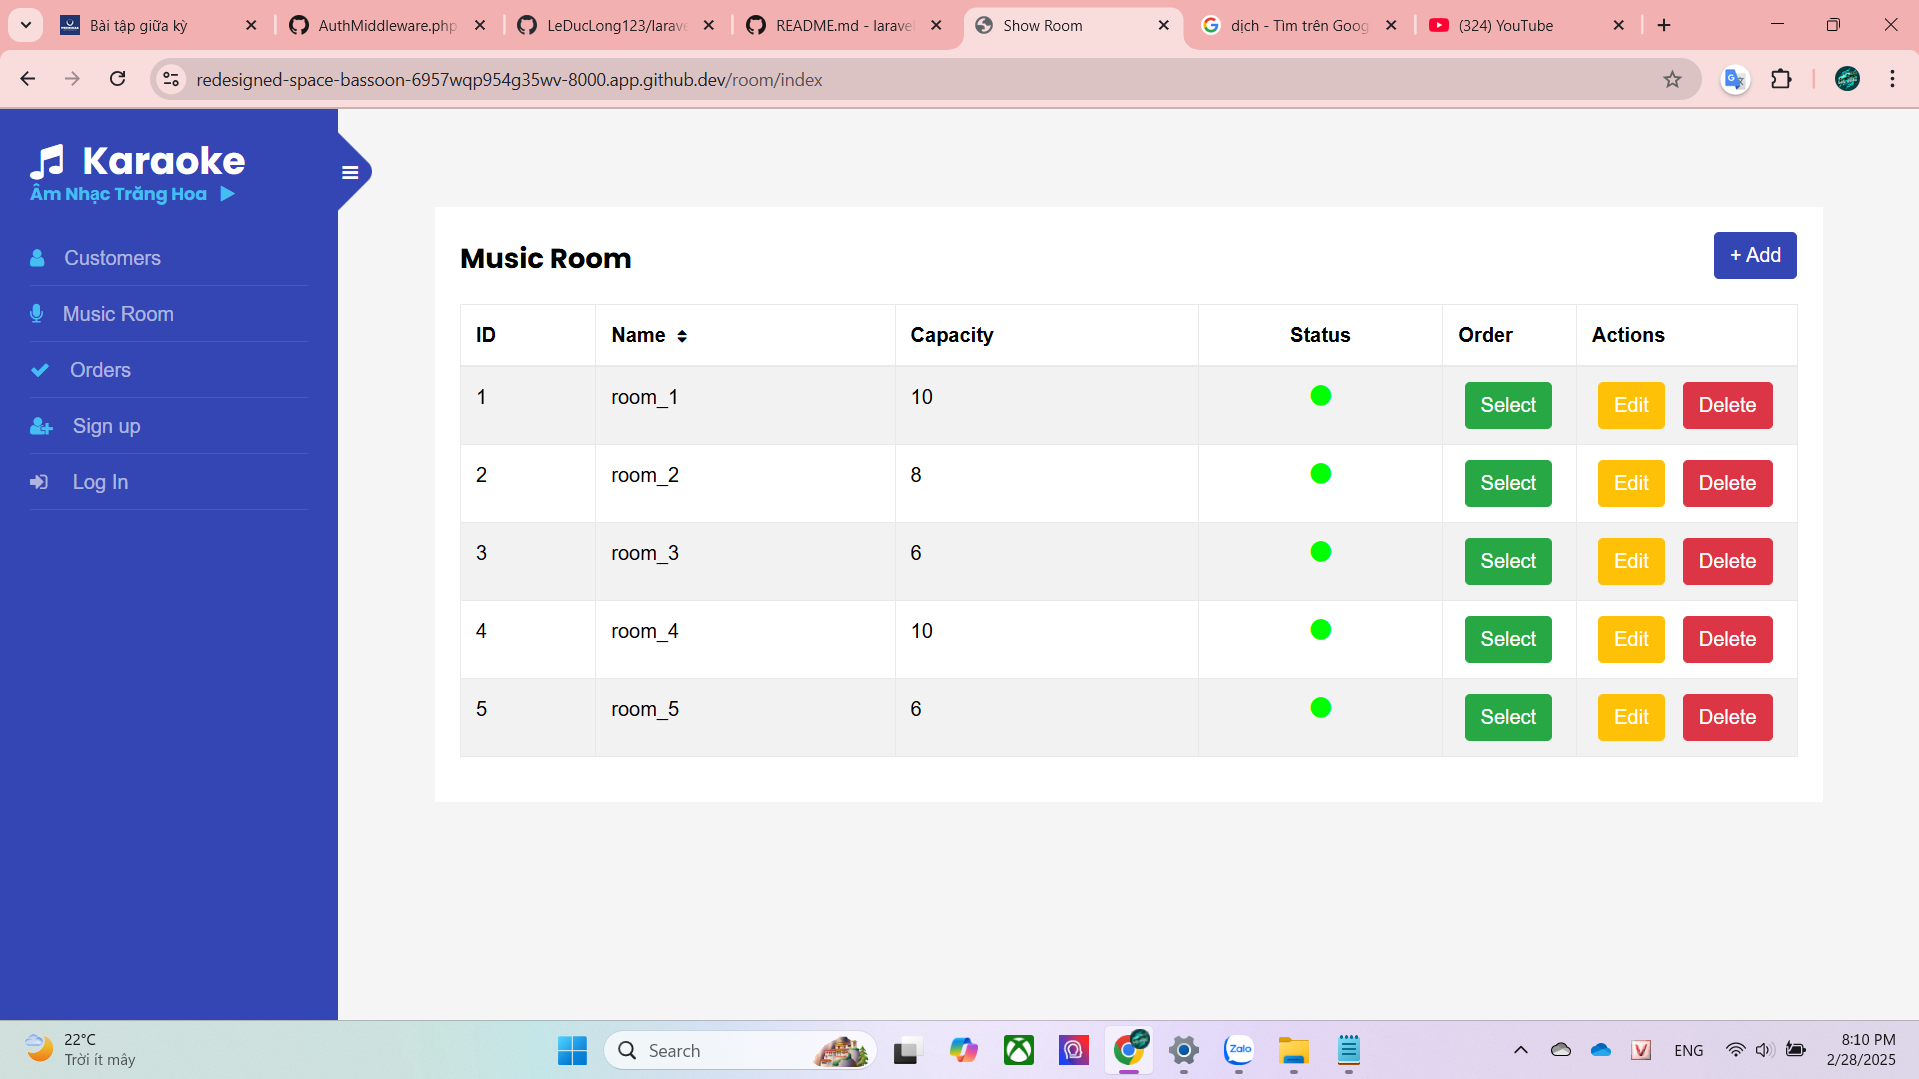 Bài tập giữa kỳ
AuthMiddleware.php
LeDucLong123/larave
README.md - laravel
Show Room
dịch - Tìm trên Goog
(324) YouTube
redesigned-space-bassoon-6957wqp954g35wv-8000.app.github.dev/room/index
Karaoke
Âm Nhạc Trăng Hoa
Customers
Music Room
Orders
Sign up
Log In
Music Room
+ Add
ID Name Capacity Status Order Actions
1 room_1 10 Select Edit Delete
2 room_2 8 Select Edit Delete
3 room_3 6 Select Edit Delete
4 room_4 10 Select Edit Delete
5 room_5 6 Select Edit Delete
22°C
Trời ít mây
Search
Zalo
ENG
8:10 PM
2/28/2025